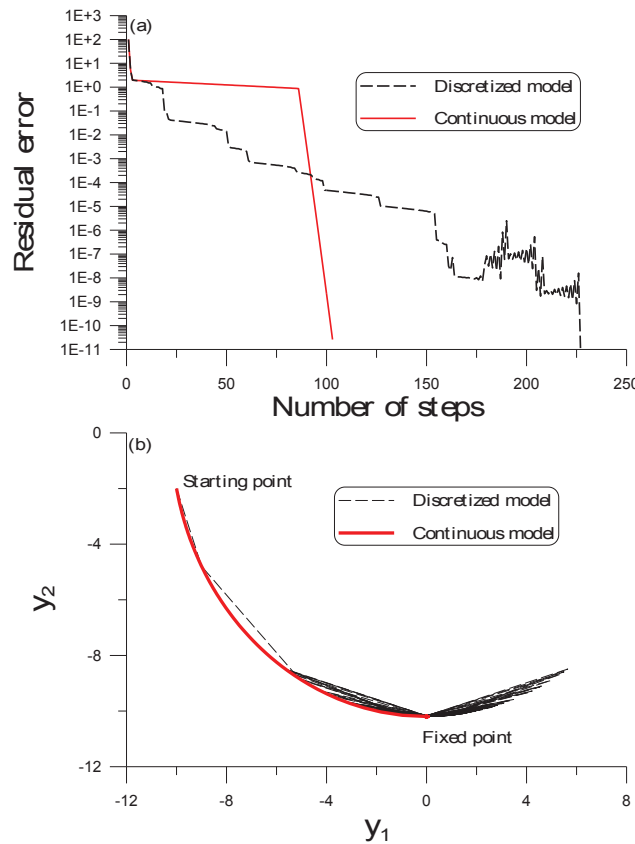 (a)
1E+3
1E+2
1E+1
1E+0
1E-1
1E-2
1E-3
1E-4
1E-5
1E-6
1E-7
1E-8
1E-9
1E-10
1E-11
Residual error
Discretized model
Continuous model
0 50 100 150 200 250
Number of steps
(b)
0
-4
-8
-12
y2
Starting point
Discretized model
Continuous model
Fixed point
-12 -8 -4 0 4 8
y1